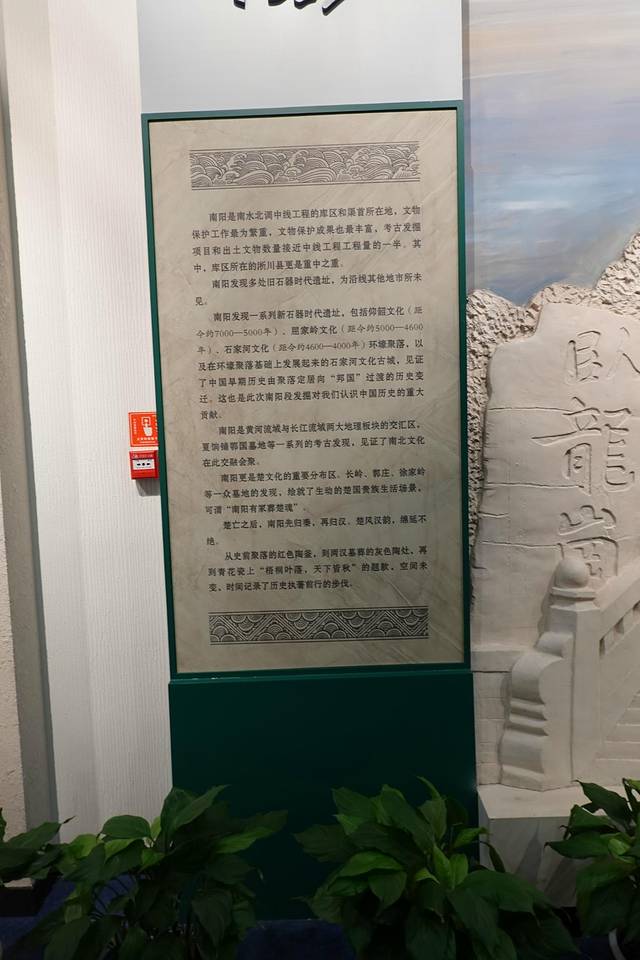 南阳是南水北调中线工程的库区和渠首所在地，文物
保护工作最为繁重，文物保护成果也最丰富，考古发掘
项目和出土文物数量接近中线工程工程量的一半。其
中，库区所在的淅川县更是重中之重。
南阳发现多处旧石器时代遗址，为沿线其他地市所未
见。
南阳发现一系列新石器时代遗址，包括仰韶文化（距
今约7000—5000年）、屈家岭文化（距今约5000—4600
年）、石家河文化（距今约4600—4000年）环壕聚落，以
及在环壕聚落基础上发展起来的石家河文化古城，见证
了中国早期历史由聚落定居向“邦国”过渡的历史变
迁。这也是此次南阳段发掘对我们认识中国历史的重大
贡献。
南阳是黄河流域与长江流域两大地理板块的交汇区，
夏饷铺鄂国墓地等一系列的考古发现，见证了南北文化
在此交融会聚。
南阳更是楚文化的重要分布区。长岭、郭庄、徐家岭
等一众墓地的发现，绘就了生动的楚国贵族生活场景，
可谓“南阳有冢葬楚魂”。
楚亡之后，南阳先归秦，再归汉。楚风汉韵，绵延不
绝。
从史前聚落的红色陶釜，到两汉墓葬的灰色陶灶，再
到青花瓷上“梧桐叶落，天下皆秋”的题款，空间未
变，时间记录了历史执著前行的步伐。
臥
龍
崗